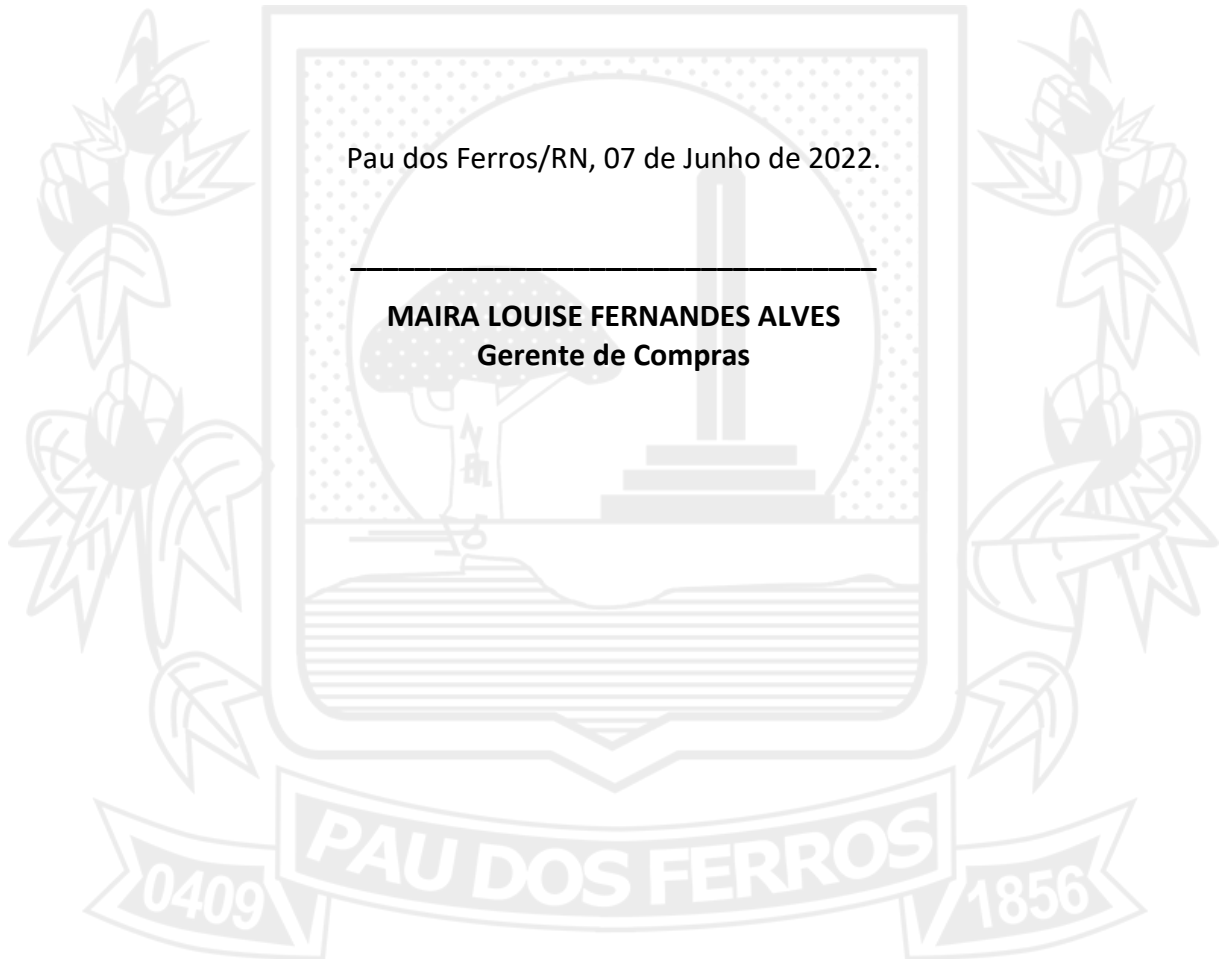 Pau dos Ferros/RN, 07 de Junho de 2022.
MAIRA LOUISE FERNANDES ALVES
Gerente de Compras
PAU DOS FERROS
0409
1856